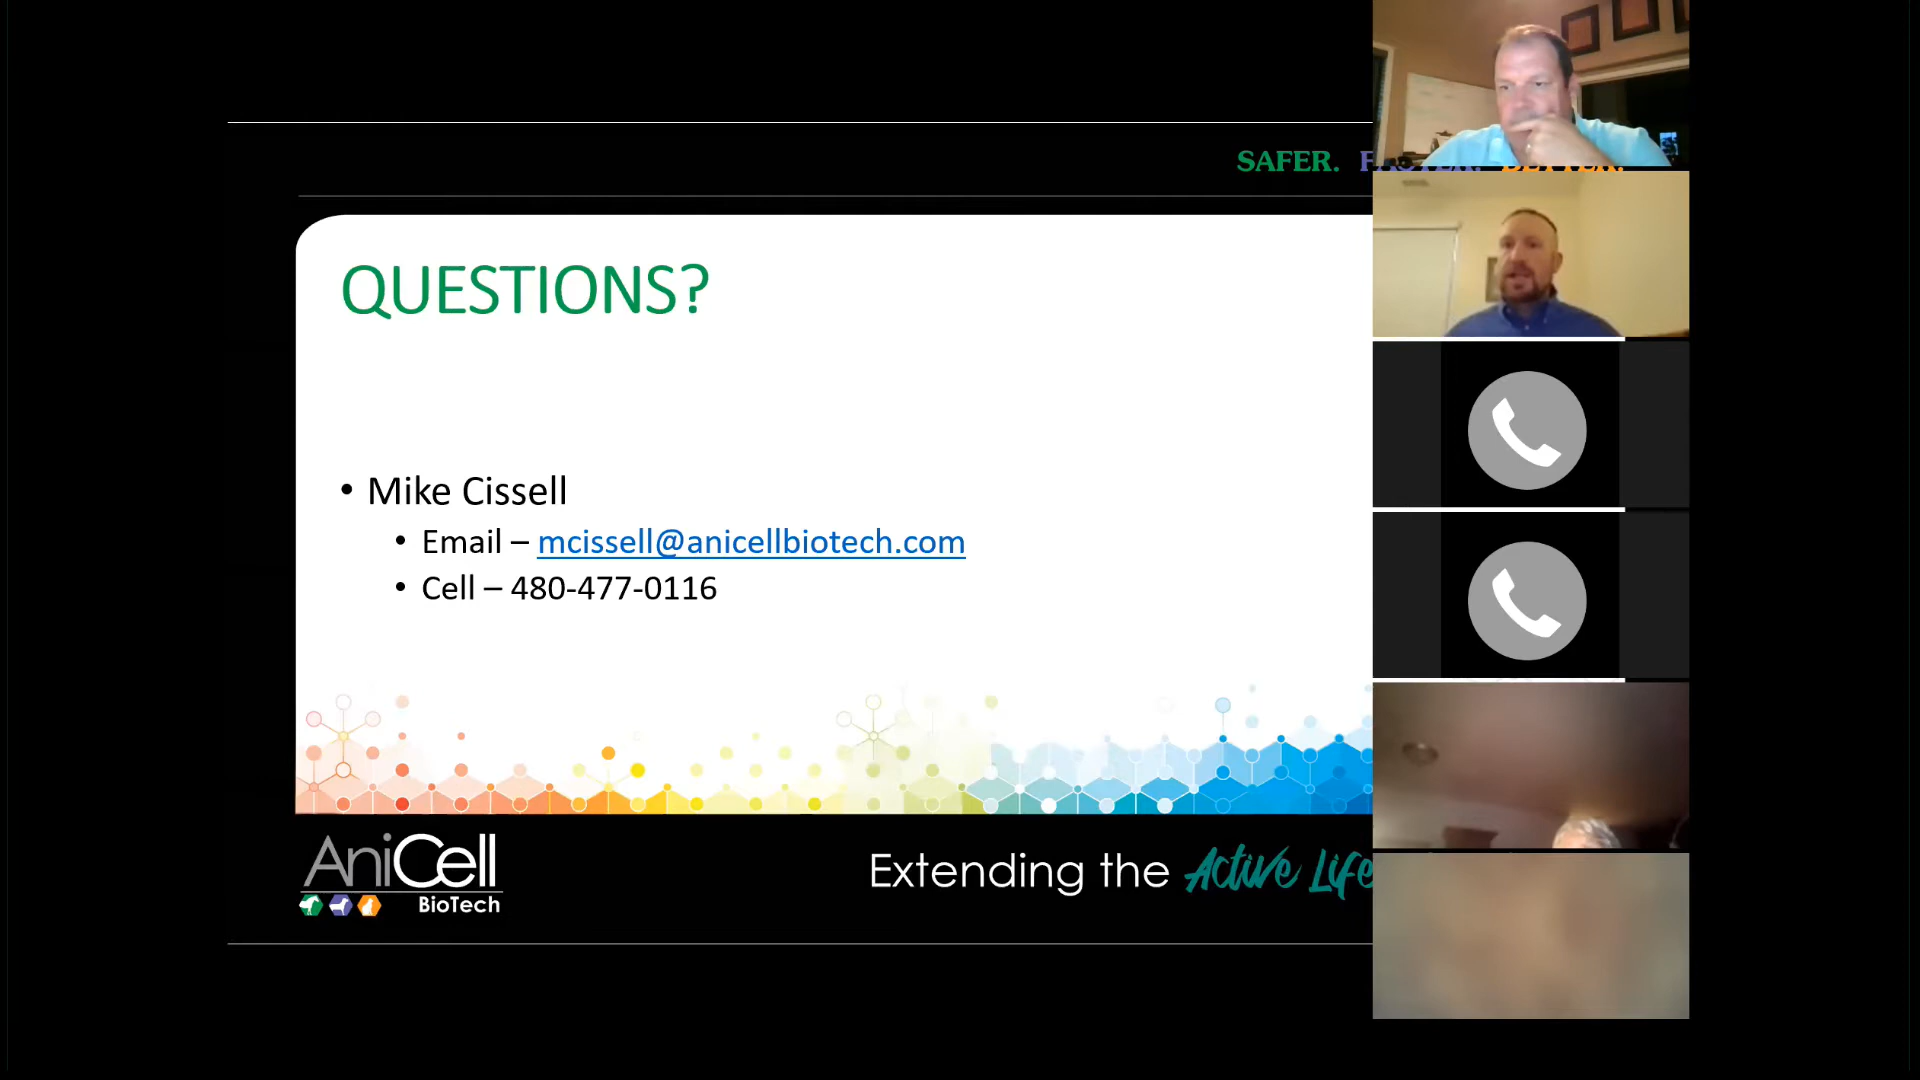 SAFER.
QUESTIONS?
• Mike Cissell
• Email – mcissell@anicellbiotech.com
• Cell – 480-477-0116
AniCell
BioTech
Extending the Active Life